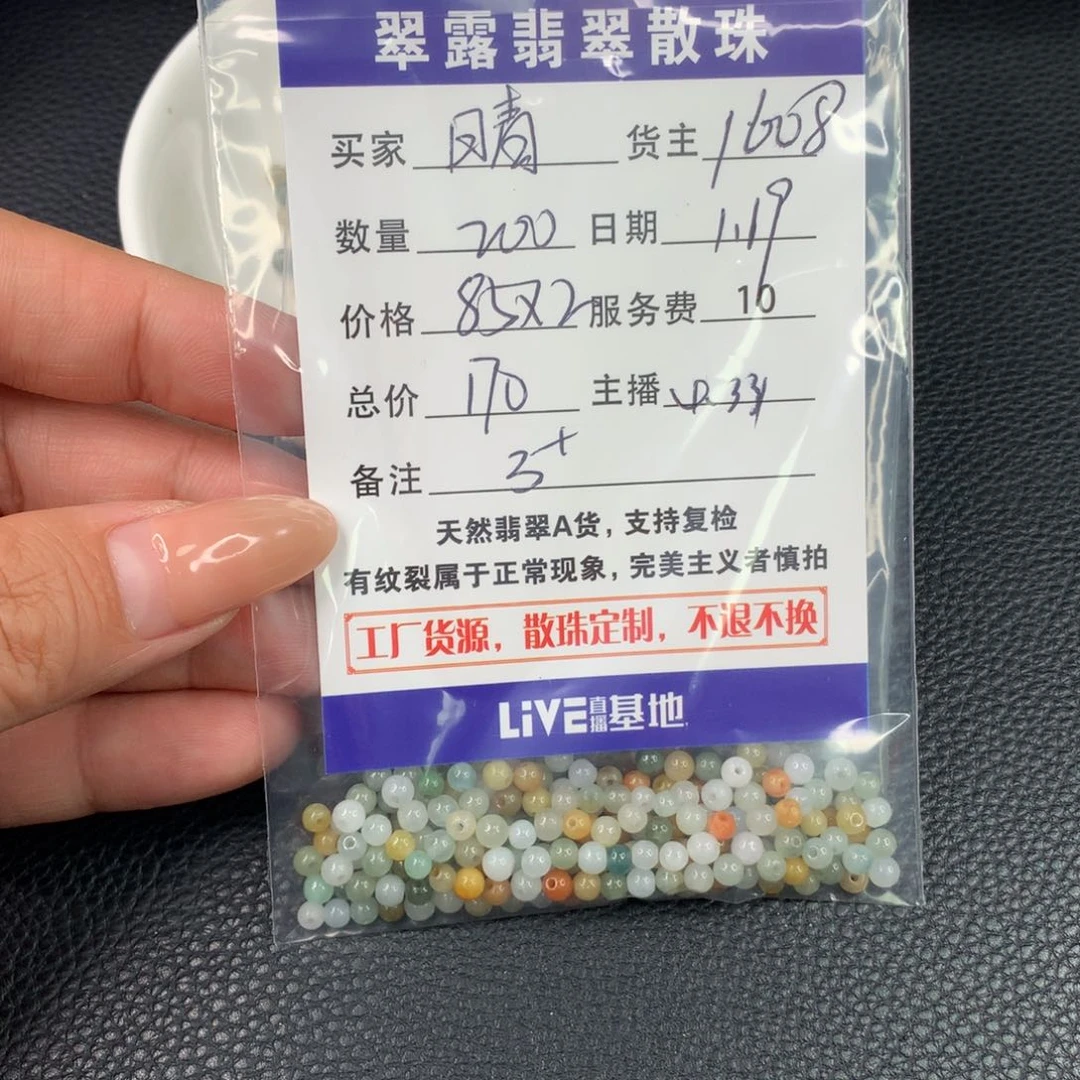 翠露翡翠散珠
买家 晴 货主 1608
数量 200 日期 1.19
价格 85X2 服务费 10
总价 170 主播
备注 3+
天然翡翠A货，支持复检
有纹裂属于正常现象，完美主义者慎拍
工厂货源，散珠定制，不退不换
LiVE直播基地